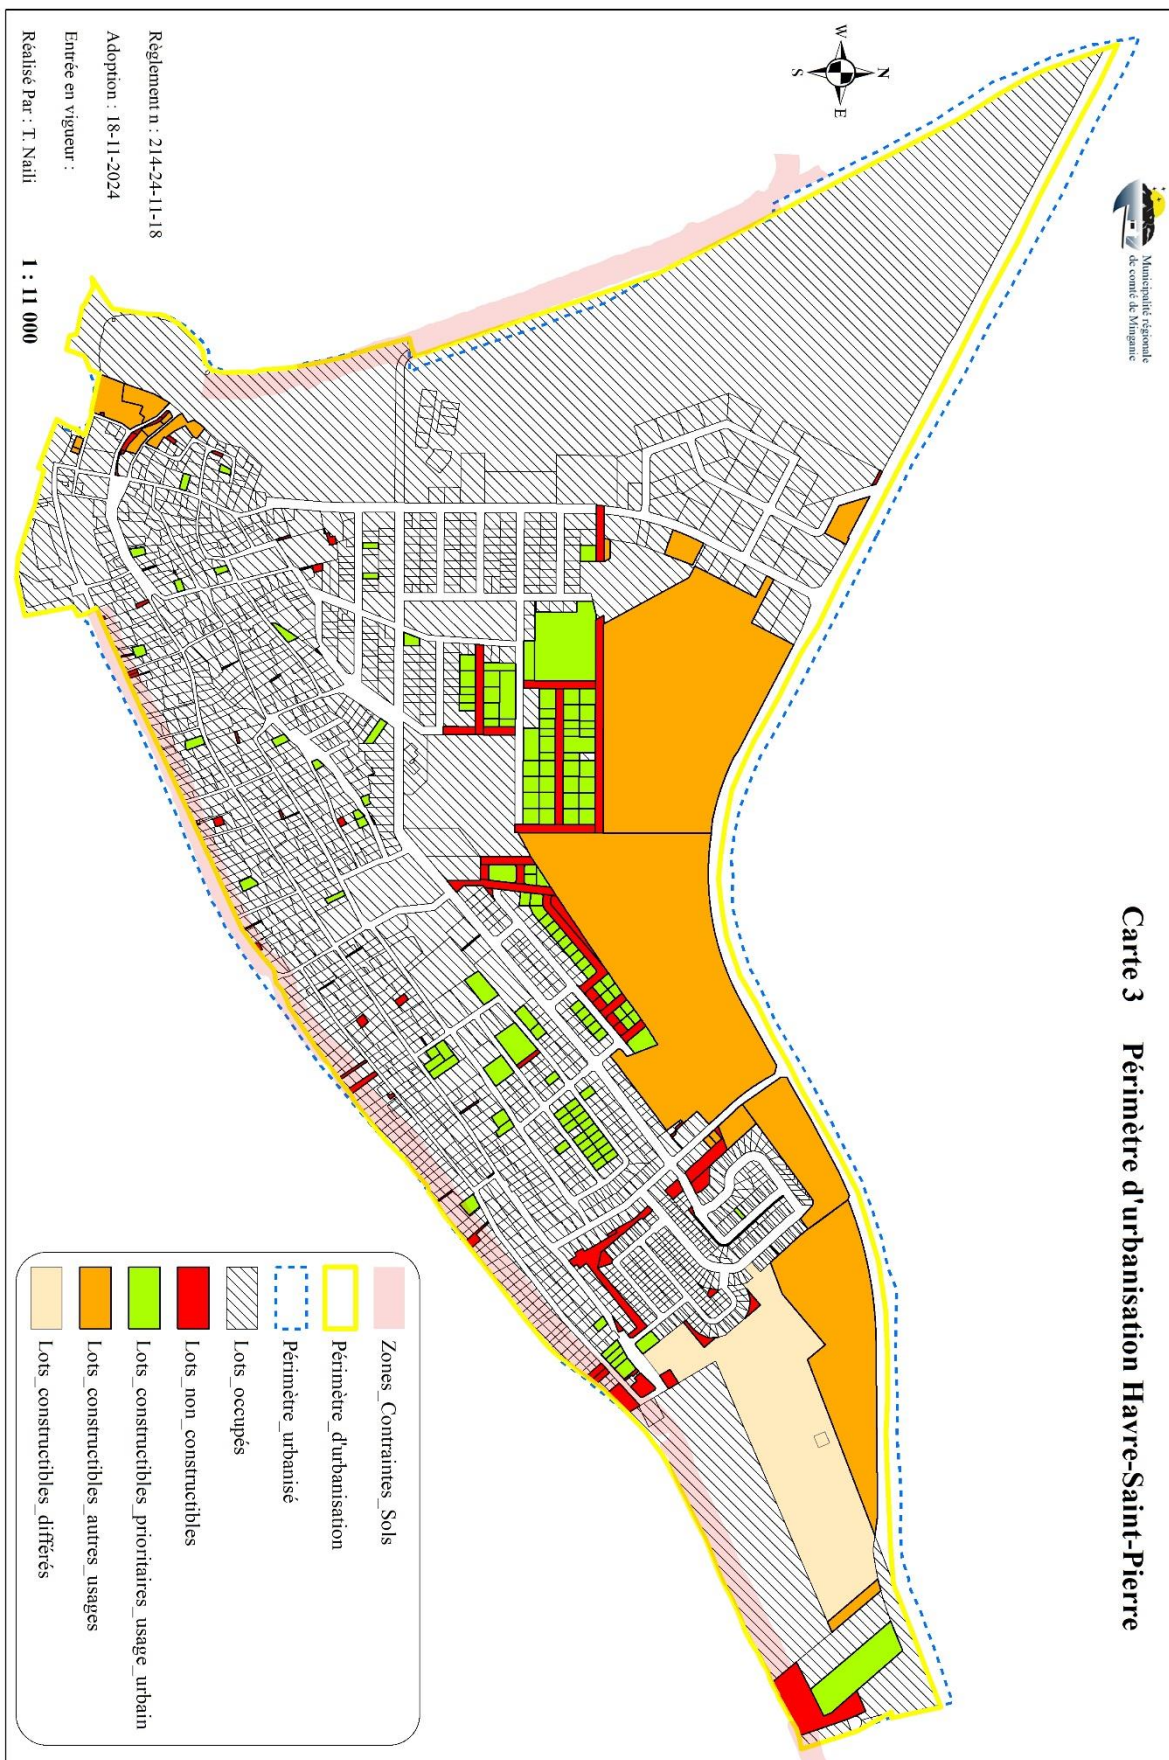 Carte 3 Périmètre d'urbanisation Havre-Saint-Pierre
Municipalité régionale
de comté de Minganie
N
W
E
S
Règlement n : 214-24-11-18
Adoption : 18-11-2024
Entrée en vigueur :
Réalisé Par : T. Naili
1 : 11 000
Zones_Contraintes_Sols
Périmètre_d'urbanisation
Périmètre_urbanisé
Lots_occupés
Lots_non_constructibles
Lots_constructibles_prioritaires_usage_urbain
Lots_constructibles_autres_usages
Lots_constructibles_différés